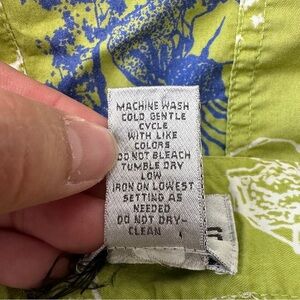 MACHINE WASH
COLD GENTLE
CYCLE
WITH LIKE
COLORS
DO NOT BLEACH
TUMBLE DRY
LOW
IRON ON LOWEST
SETTING AS
NEEDED
DO NOT DRY-
CLEAN